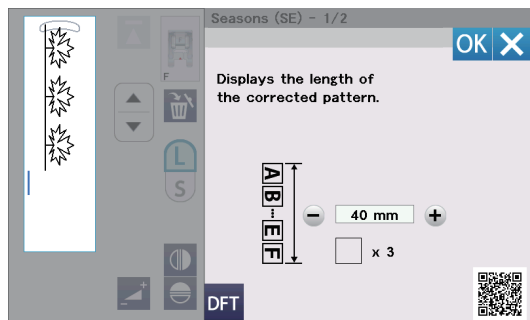 Seasons (SE) - 1/2
OK
F
Displays the length of
the corrected pattern.
L
S
A
B
E
F
40 mm
x 3
DFT